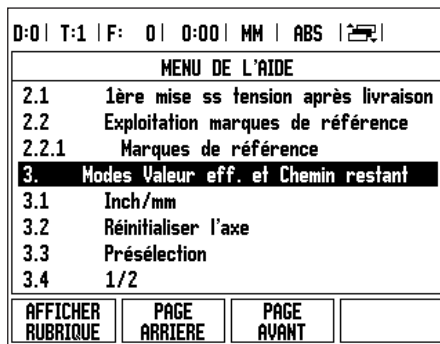 D:0 | T:1 | F: 0 | 0:00 | MM | ABS |
MENU DE L'AIDE
2.1 1ère mise ss tension après livraison
2.2 Exploitation marques de référence
2.2.1 Marques de référence
3. Modes Valeur eff. et Chemin restant
3.1 Inch/mm
3.2 Réinitialiser l'axe
3.3 Présélection
3.4 1/2
AFFICHER RUBRIQUE
PAGE ARRIERE
PAGE AVANT